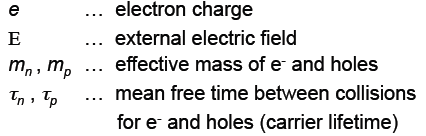 e … electron charge
E … external electric field
mₙ , mₚ … effective mass of e⁻ and holes
τₙ , τₚ … mean free time between collisions
for e⁻ and holes (carrier lifetime)